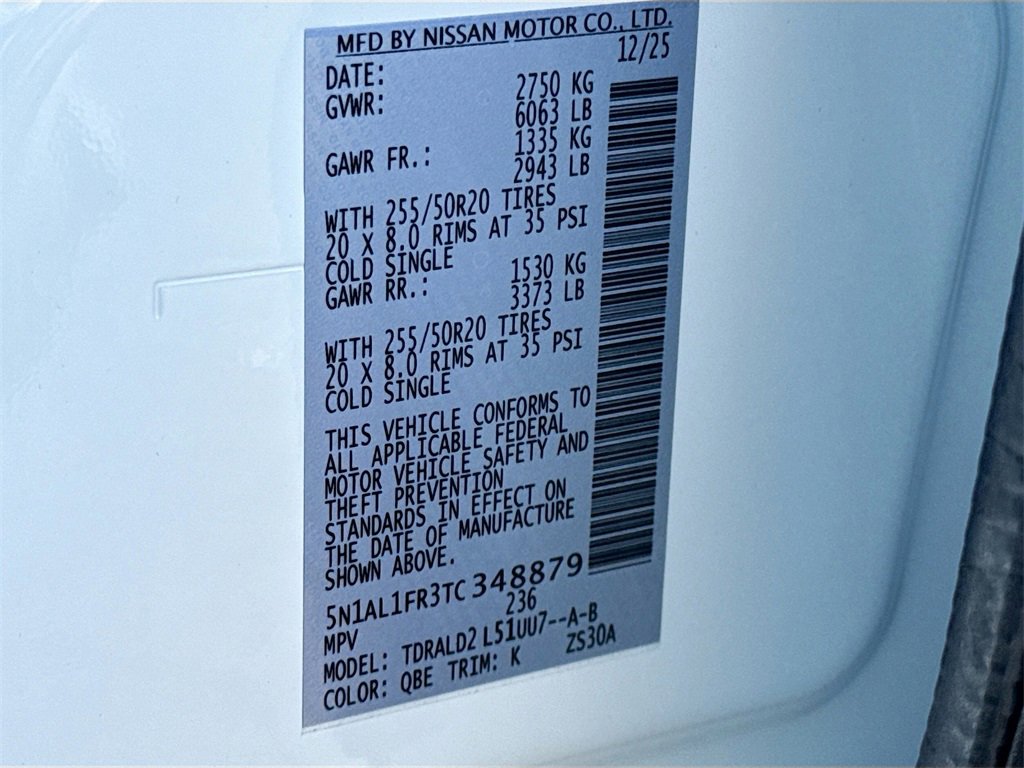 MFD BY NISSAN MOTOR CO., LTD.
DATE: 12/25
GVWR: 2750 KG
6063 LB
GAWR FR.: 1335 KG
2943 LB
WITH 255/50R20 TIRES
20 X 8.0 RIMS AT 35 PSI
COLD SINGLE
GAWR RR.: 1530 KG
3373 LB
WITH 255/50R20 TIRES
20 X 8.0 RIMS AT 35 PSI
COLD SINGLE
THIS VEHICLE CONFORMS TO
ALL APPLICABLE FEDERAL
MOTOR VEHICLE SAFETY AND
THEFT PREVENTION
STANDARDS IN EFFECT ON
THE DATE OF MANUFACTURE
SHOWN ABOVE.
5N1AL1FR3TC348879
MPV 236
MODEL: TDRALD2 L51UU7--A-B
COLOR: QBE TRIM: K ZS30A